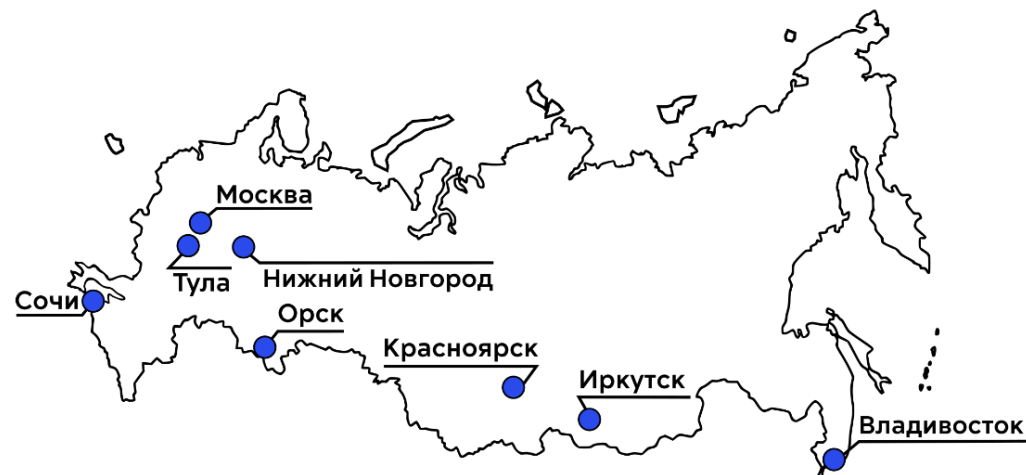 Москва
Тула
Нижний Новгород
Сочи
Орск
Красноярск
Иркутск
Владивосток